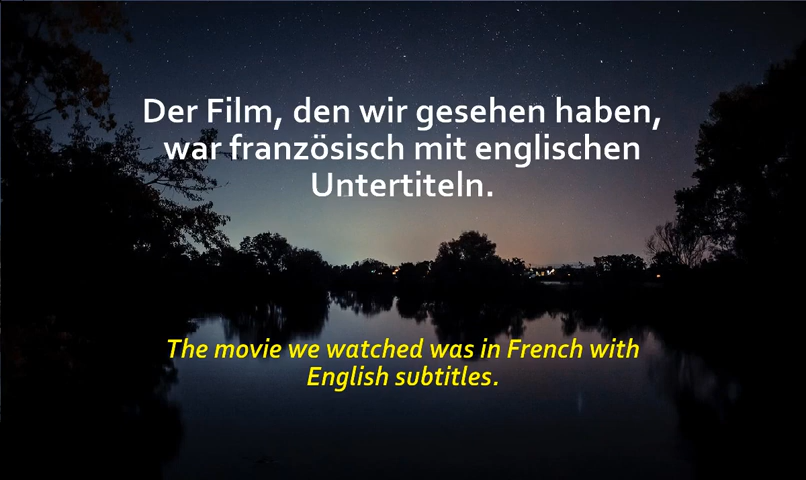 Der Film, den wir gesehen haben,
war französisch mit englischen
Untertiteln.
The movie we watched was in French with
English subtitles.